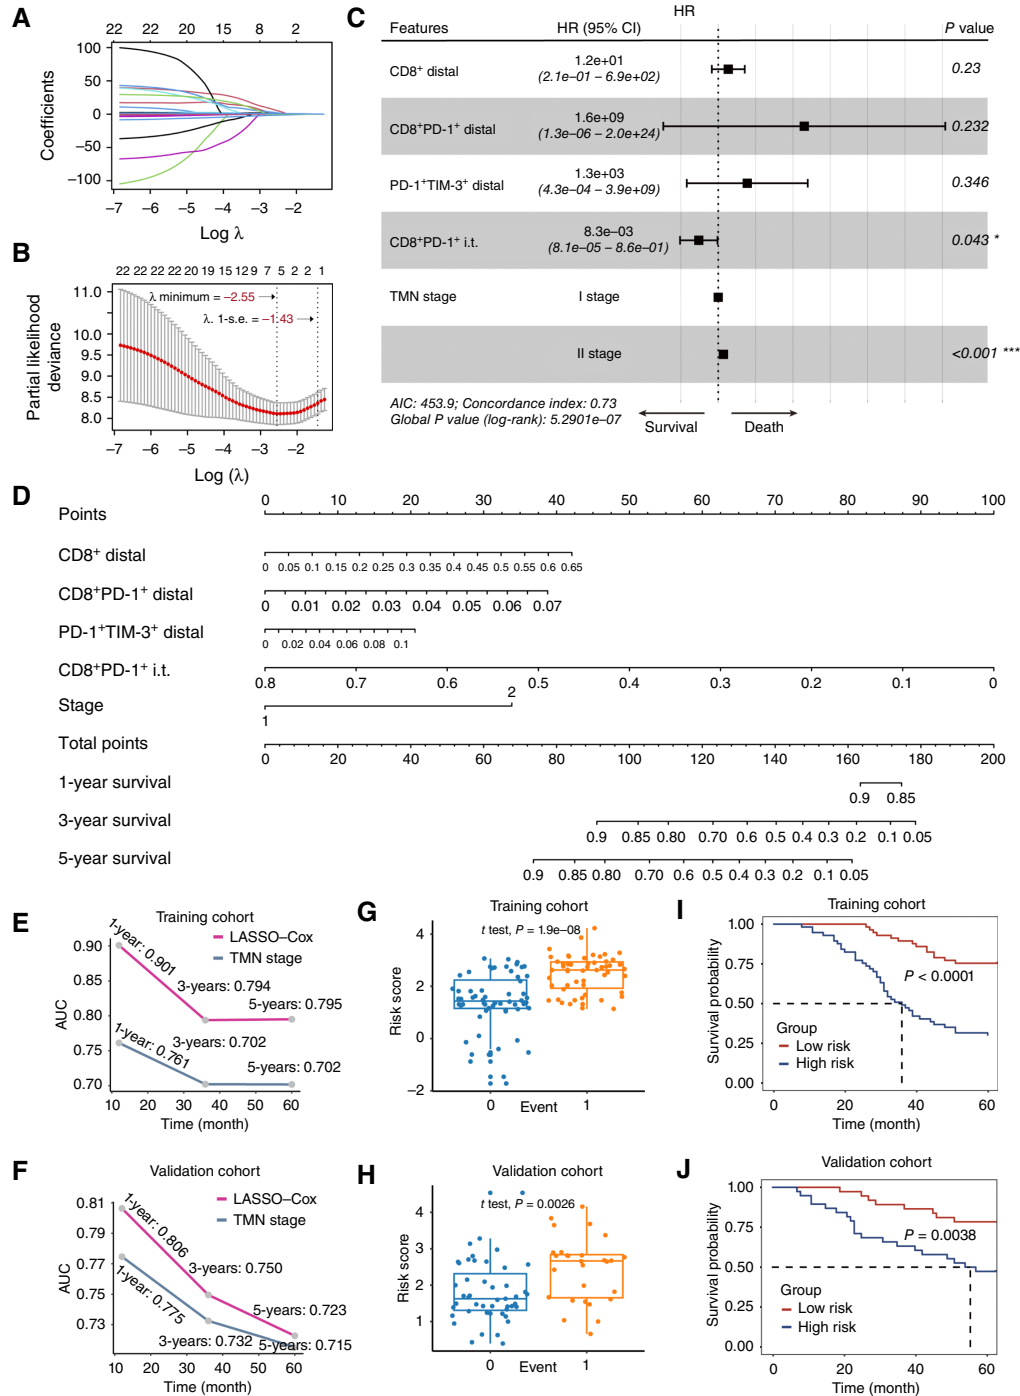 A
22 22 20 15 8 2
Coefficients
100
50
0
−50
−100
−7 −6 −5 −4 −3 −2
Log λ
B
22 22 22 22 20 19 15 12 9 7 5 2 2 1
Partial likelihood
deviance
11.0
10.0
9.5
9.0
8.5
8.0
λ minimum = −2.55
λ. 1-s.e. = −1.43
−7 −6 −5 −4 −3 −2
Log (λ)
C
HR
Features HR (95% CI) P value
CD8+ distal 1.2e+01 (2.1e−01 − 6.9e+02) 0.23
CD8+PD-1+ distal 1.6e+09 (1.3e−06 − 2.0e+24) 0.232
PD-1+TIM-3+ distal 1.3e+03 (4.3e−04 − 3.9e+09) 0.346
CD8+PD-1+ i.t. 8.3e−03 (8.1e−05 − 8.6e−01) 0.043 *
TMN stage I stage
II stage <0.001 ***
AIC: 453.9; Concordance index: 0.73
Global P value (log-rank): 5.2901e−07
Survival Death
D
Points
0 10 20 30 40 50 60 70 80 90 100
CD8+ distal
0 0.05 0.1 0.15 0.2 0.25 0.3 0.35 0.4 0.45 0.5 0.55 0.6 0.65
CD8+PD-1+ distal
0 0.01 0.02 0.03 0.04 0.05 0.06 0.07
PD-1+TIM-3+ distal
0 0.02 0.04 0.06 0.08 0.1
CD8+PD-1+ i.t.
0.8 0.7 0.6 0.5 0.4 0.3 0.2 0.1 0
Stage
2
1
Total points
0 20 40 60 80 100 120 140 160 180 200
1-year survival
0.9 0.85
3-year survival
0.9 0.85 0.80 0.70 0.6 0.5 0.4 0.3 0.2 0.1 0.05
5-year survival
0.9 0.85 0.80 0.70 0.6 0.5 0.4 0.3 0.2 0.1 0.05
E
Training cohort
LASSO–Cox
TMN stage
AUC
0.90
0.85
0.80
0.75
0.70
1-year: 0.901
3-years: 0.794
5-years: 0.795
1-year: 0.761
3-years: 0.702
5-years: 0.702
10 20 30 40 50 60
Time (month)
F
Validation cohort
LASSO–Cox
TMN stage
AUC
0.81
0.79
0.77
0.75
0.73
1-year: 0.806
3-years: 0.750
5-years: 0.723
1-year: 0.775
3-years: 0.732
5-years: 0.715
10 20 30 40 50 60
Time (month)
G
Training cohort
t test, P = 1.9e−08
Risk score
4
2
0
−2
0 1
Event
H
Validation cohort
t test, P = 0.0026
Risk score
4
3
2
1
0 1
Event
I
Training cohort
Survival probability
1.00
0.75
0.50
0.25
0.00
P < 0.0001
Group
Low risk
High risk
0 20 40 60
Time (month)
J
Validation cohort
Survival probability
1.00
0.75
0.50
0.25
0.00
P = 0.0038
Group
Low risk
High risk
0 20 40 60
Time (month)